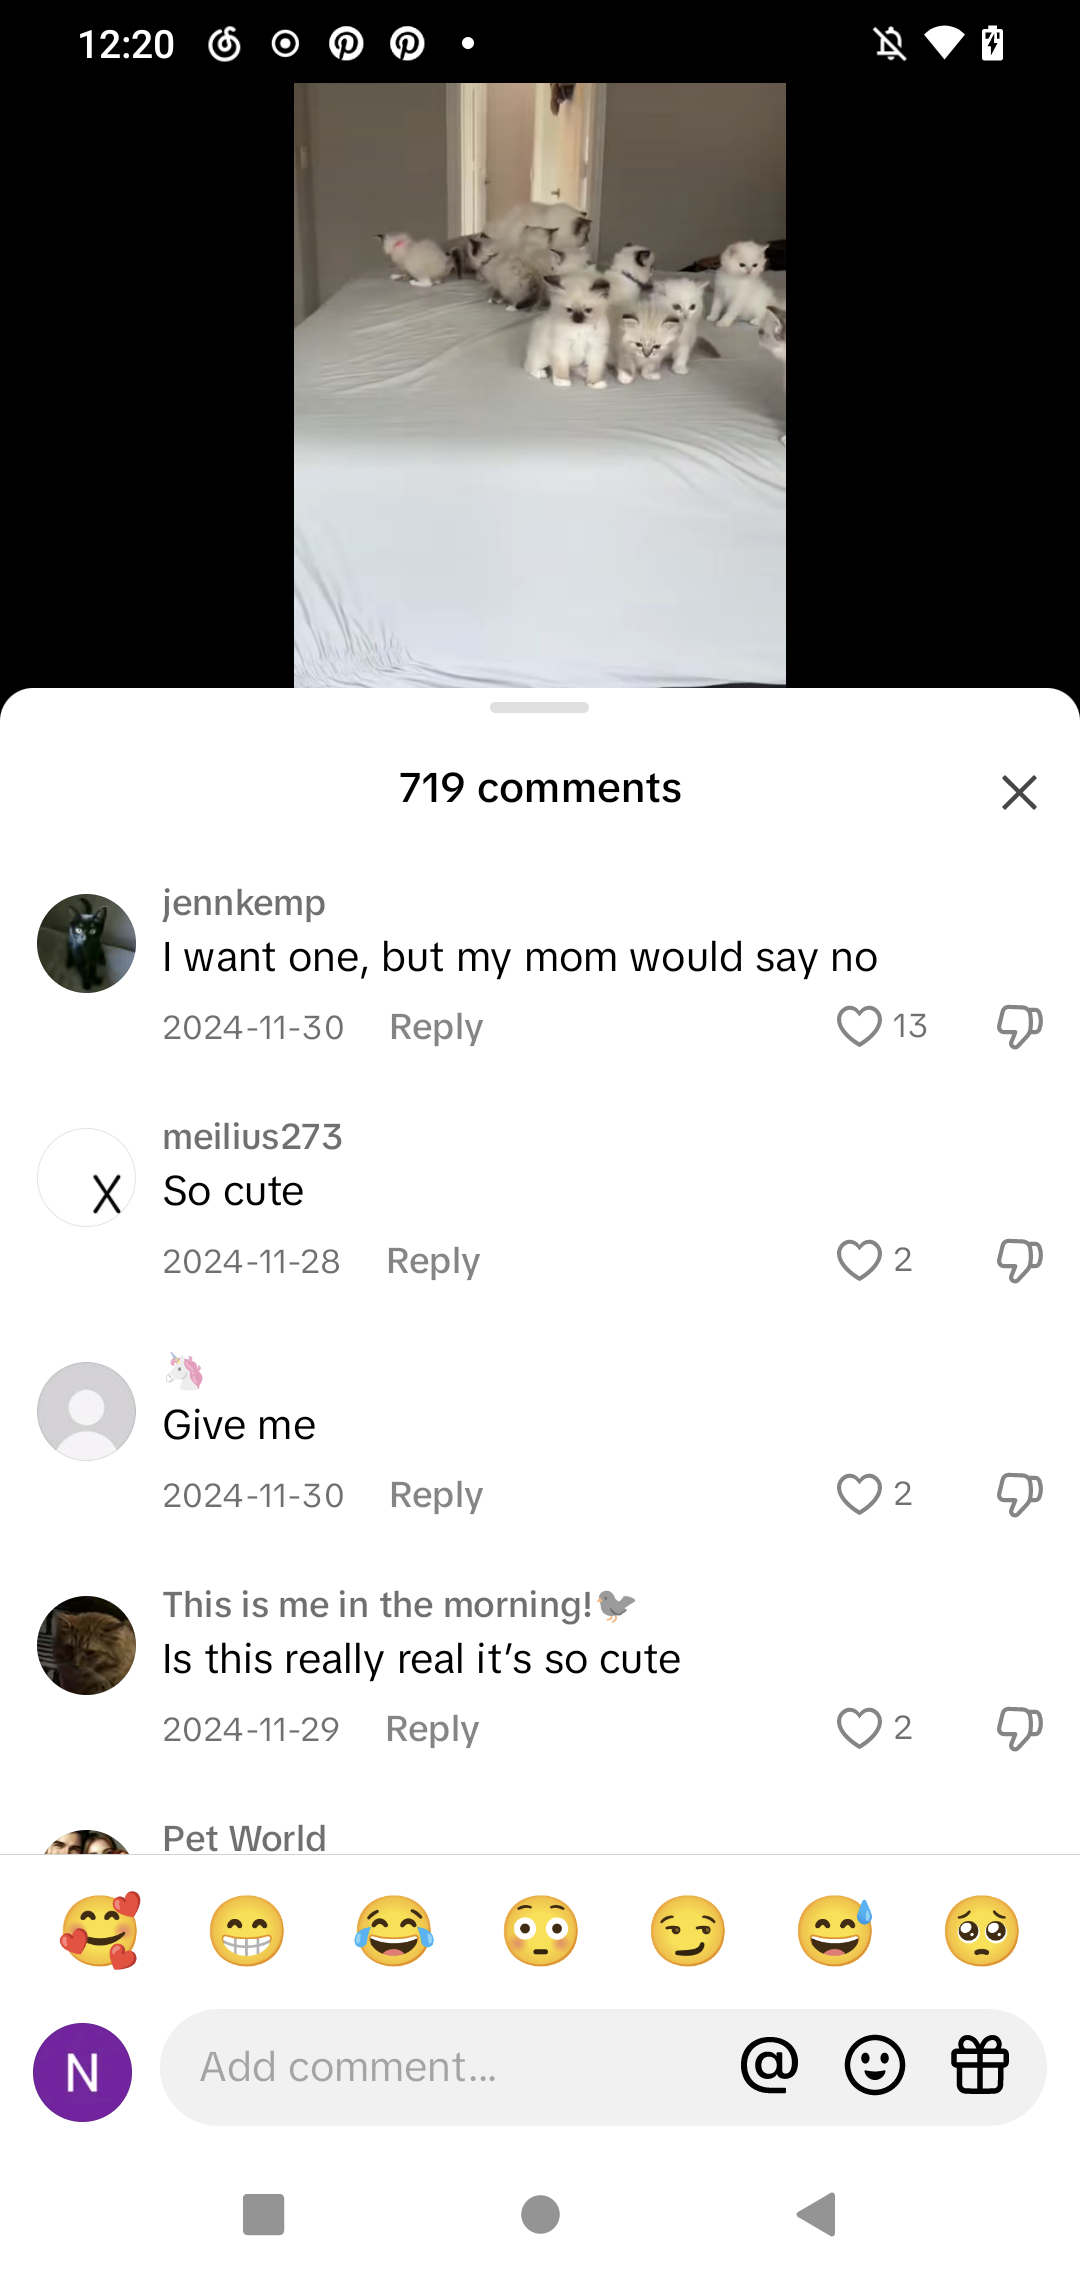 12:20
719 comments
jennkemp
I want one, but my mom would say no
2024-11-30 Reply 13
meilius273
So cute
2024-11-28 Reply 2
🦄
Give me
2024-11-30 Reply 2
This is me in the morning!🐦
Is this really real it’s so cute
2024-11-29 Reply 2
Pet World
N Add comment...